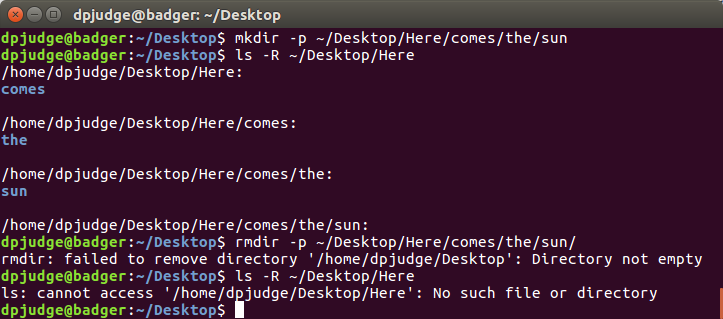 dpjudge@badger: ~/Desktop
dpjudge@badger:~/Desktop$ mkdir -p ~/Desktop/Here/comes/the/sun
dpjudge@badger:~/Desktop$ ls -R ~/Desktop/Here
/home/dpjudge/Desktop/Here:
comes

/home/dpjudge/Desktop/Here/comes:
the

/home/dpjudge/Desktop/Here/comes/the:
sun

/home/dpjudge/Desktop/Here/comes/the/sun:
dpjudge@badger:~/Desktop$ rmdir -p ~/Desktop/Here/comes/the/sun/
rmdir: failed to remove directory '/home/dpjudge/Desktop': Directory not empty
dpjudge@badger:~/Desktop$ ls -R ~/Desktop/Here
ls: cannot access '/home/dpjudge/Desktop/Here': No such file or directory
dpjudge@badger:~/Desktop$